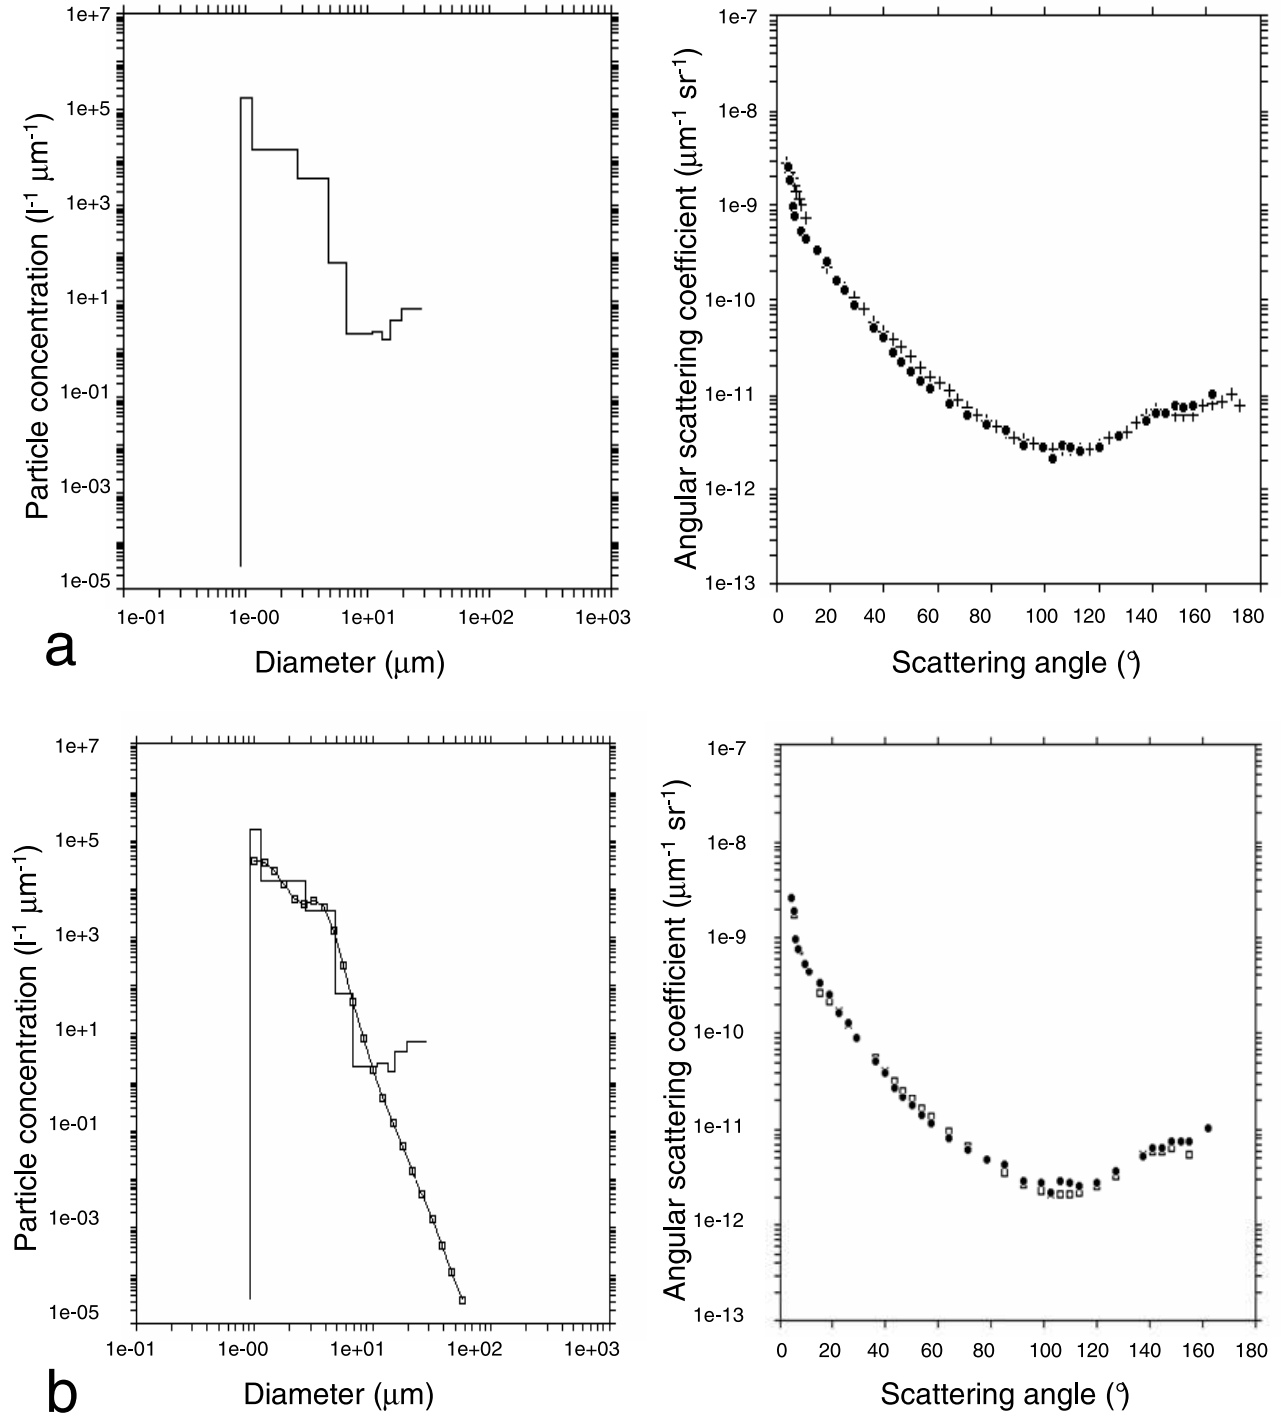 1e+7
1e+5
1e+3
1e+1
1e-01
1e-03
1e-05
Particle concentration (l⁻¹ μm⁻¹)
1e-01
1e-00
1e+01
1e+02
1e+03
Diameter (μm)
a
1e-7
1e-8
1e-9
1e-10
1e-11
1e-12
1e-13
Angular scattering coefficient (μm⁻¹ sr⁻¹)
0 20 40 60 80 100 120 140 160 180
Scattering angle (°)
1e+7
1e+5
1e+3
1e+1
1e-01
1e-03
1e-05
Particle concentration (l⁻¹ μm⁻¹)
1e-01
1e-00
1e+01
1e+02
1e+03
Diameter (μm)
b
1e-7
1e-8
1e-9
1e-10
1e-11
1e-12
1e-13
Angular scattering coefficient (μm⁻¹ sr⁻¹)
0 20 40 60 80 100 120 140 160 180
Scattering angle (°)